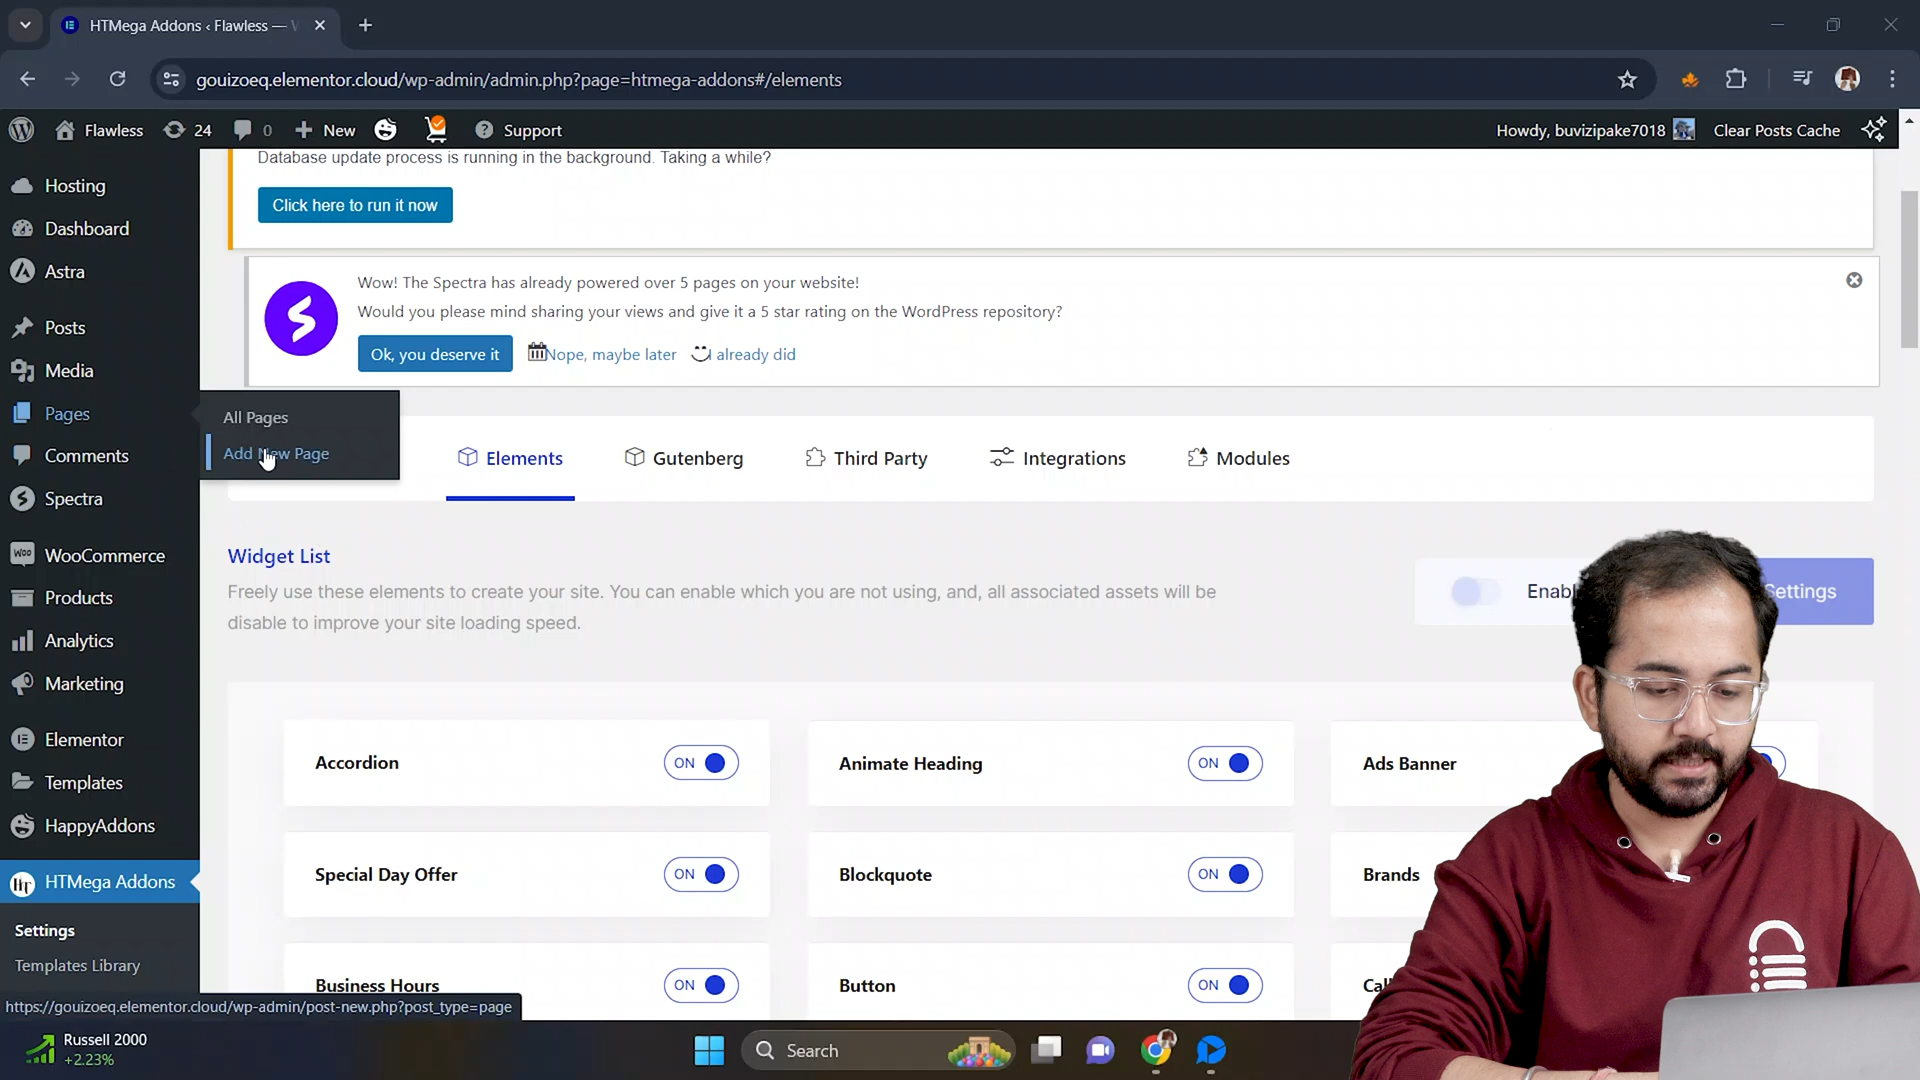 HTMega Addons ‹ Flawless —
gouizoeq.elementor.cloud/wp-admin/admin.php?page=htmega-addons#/elements
Flawless
24
0
New
Support
Howdy, buvizipake7018
Clear Posts Cache
Hosting
Dashboard
Astra
Posts
Media
Pages
Comments
Spectra
WooCommerce
Products
Analytics
Marketing
Elementor
Templates
HappyAddons
HTMega Addons
Settings
Templates Library
All Pages
Add New Page
Database update process is running in the background. Taking a while?
Click here to run it now
Wow! The Spectra has already powered over 5 pages on your website!
Would you please mind sharing your views and give it a 5 star rating on the WordPress repository?
Ok, you deserve it
Nope, maybe later
I already did
Elements
Gutenberg
Third Party
Integrations
Modules
Widget List
Freely use these elements to create your site. You can enable which you are not using, and, all associated assets will be
disable to improve your site loading speed.
Settings
Accordion
ON
Animate Heading
ON
Ads Banner
Special Day Offer
ON
Blockquote
ON
Brands
Business Hours
ON
Button
ON
https://gouizoeq.elementor.cloud/wp-admin/post-new.php?post_type=page
Russell 2000
+2.23%
Search